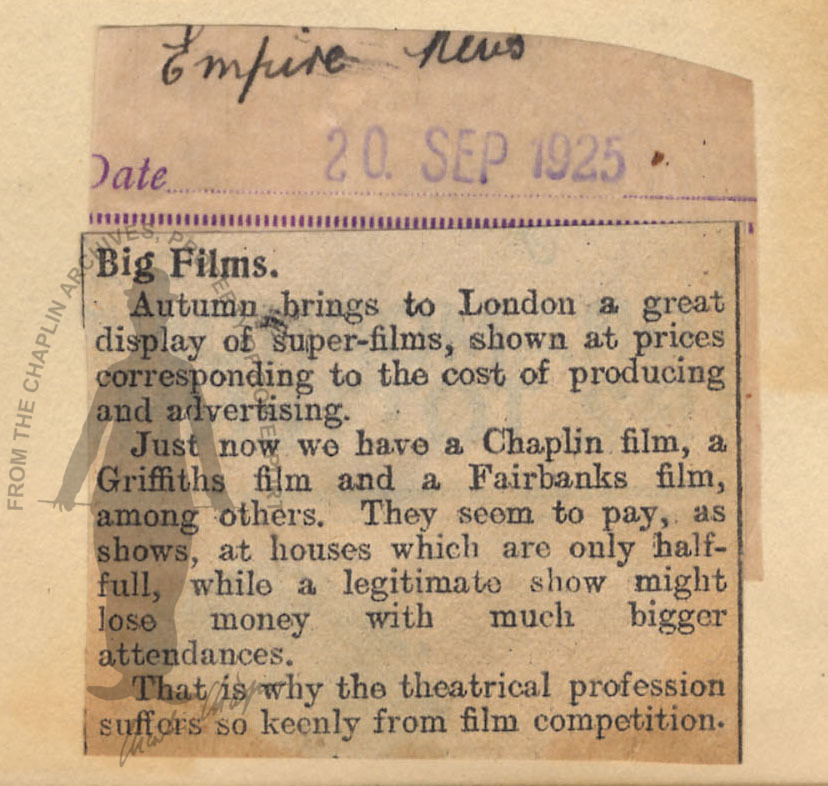 Empire News
Date 20. SEP 1925
Big Films.
Autumn brings to London a great
display of super-films, shown at prices
corresponding to the cost of producing
and advertising.
Just now we have a Chaplin film, a
Griffiths film and a Fairbanks film,
among others. They seem to pay, as
shows, at houses which are only half-
full, while a legitimate show might
lose money with much bigger
attendances.
That is why the theatrical profession
suffers so keenly from film competition.
FROM THE CHAPLIN ARCHIVES,